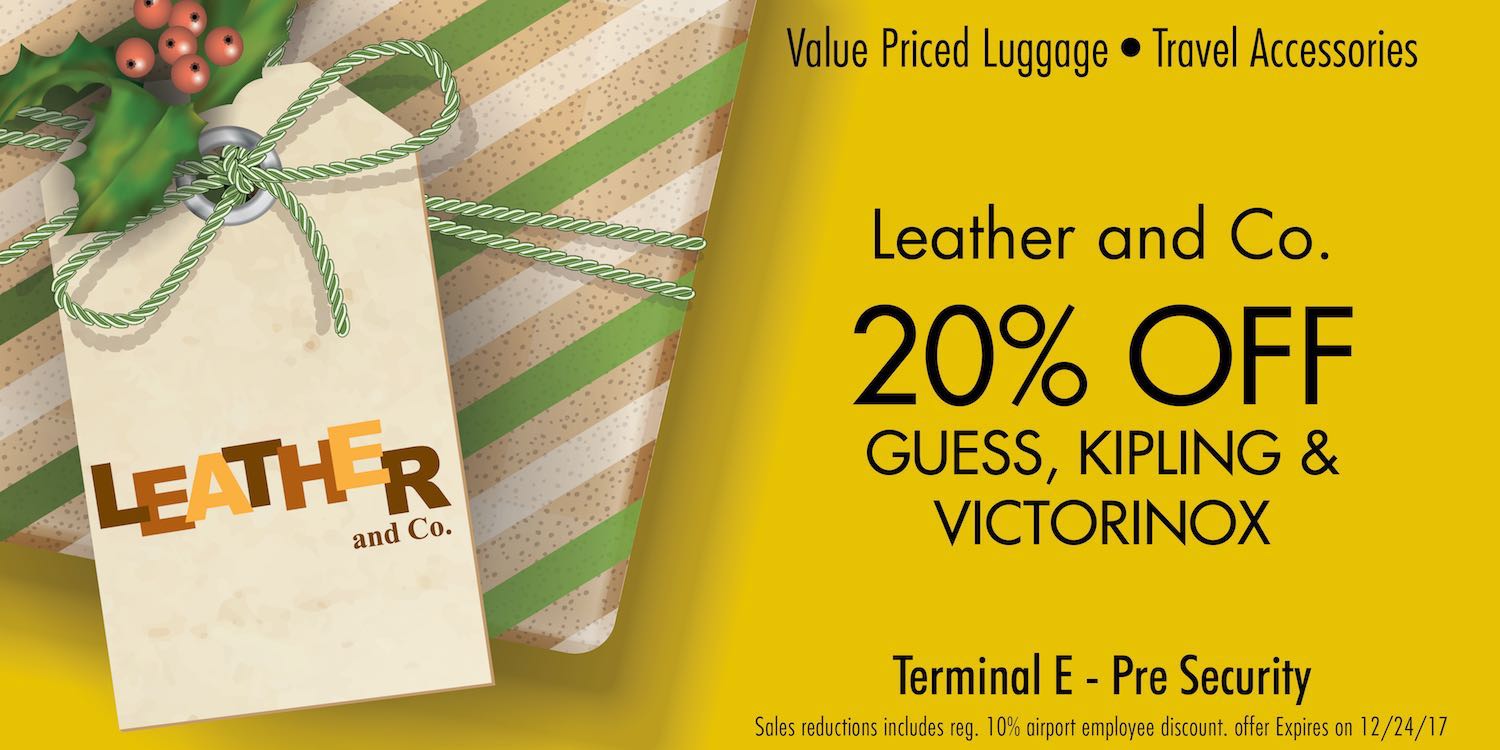 Value Priced Luggage • Travel Accessories
Leather and Co.
20% OFF
GUESS, KIPLING &
VICTORINOX
Terminal E - Pre Security
Sales reductions includes reg. 10% airport employee discount. offer Expires on 12/24/17
LEATHER
and Co.